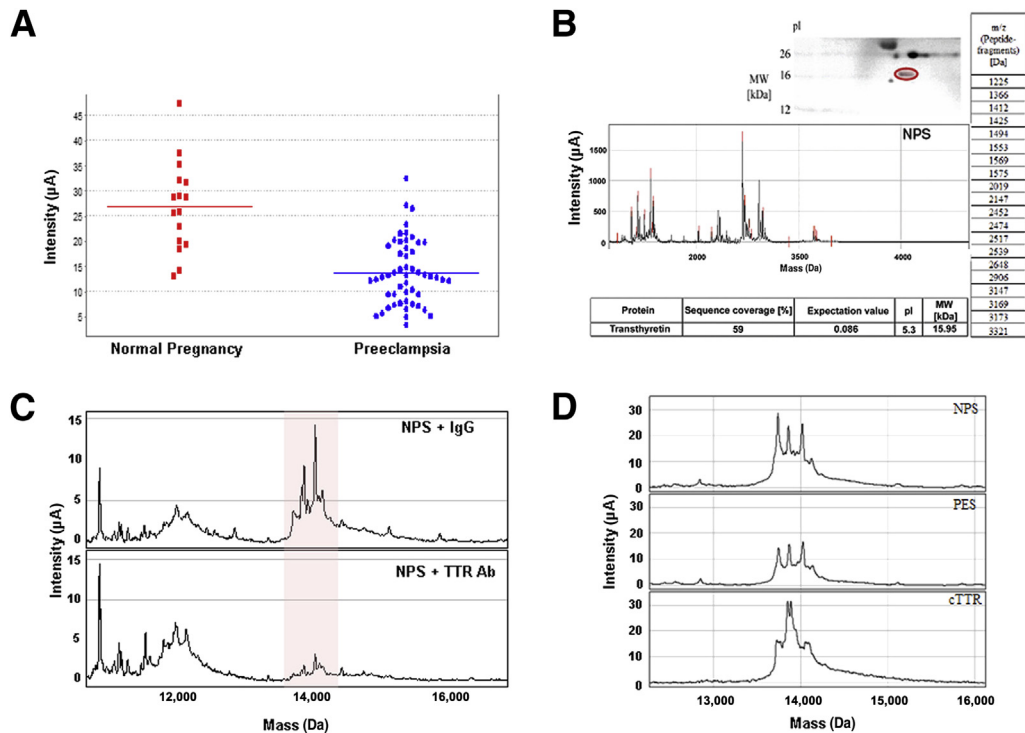 A
Intensity (µA)
45
40
35
30
25
20
15
10
5
Normal Pregnancy
Preeclampsia
B
pI
MW
[kDa]
26
16
12
m/z
(Peptide-
fragments)
[Da]
1225
1366
1412
1425
1494
1553
1569
1575
2019
2147
2452
2474
2517
2539
2648
2906
3147
3169
3173
3321
NPS
Intensity (µA)
1500
1000
500
0
2000
3000
4000
Mass (Da)
Protein Sequence coverage [%] Expectation value pI MW [kDa]
Transthyretin 59 0.086 5.3 15.95
C
NPS + IgG
Intensity (µA)
15
10
5
0
NPS + TTR Ab
Intensity (µA)
15
10
5
0
12,000 14,000 16,000
Mass (Da)
D
NPS
30
20
10
0
PES
Intensity (µA)
30
20
10
0
cTTR
30
20
10
0
13,000 14,000 15,000 16,000
Mass (Da)